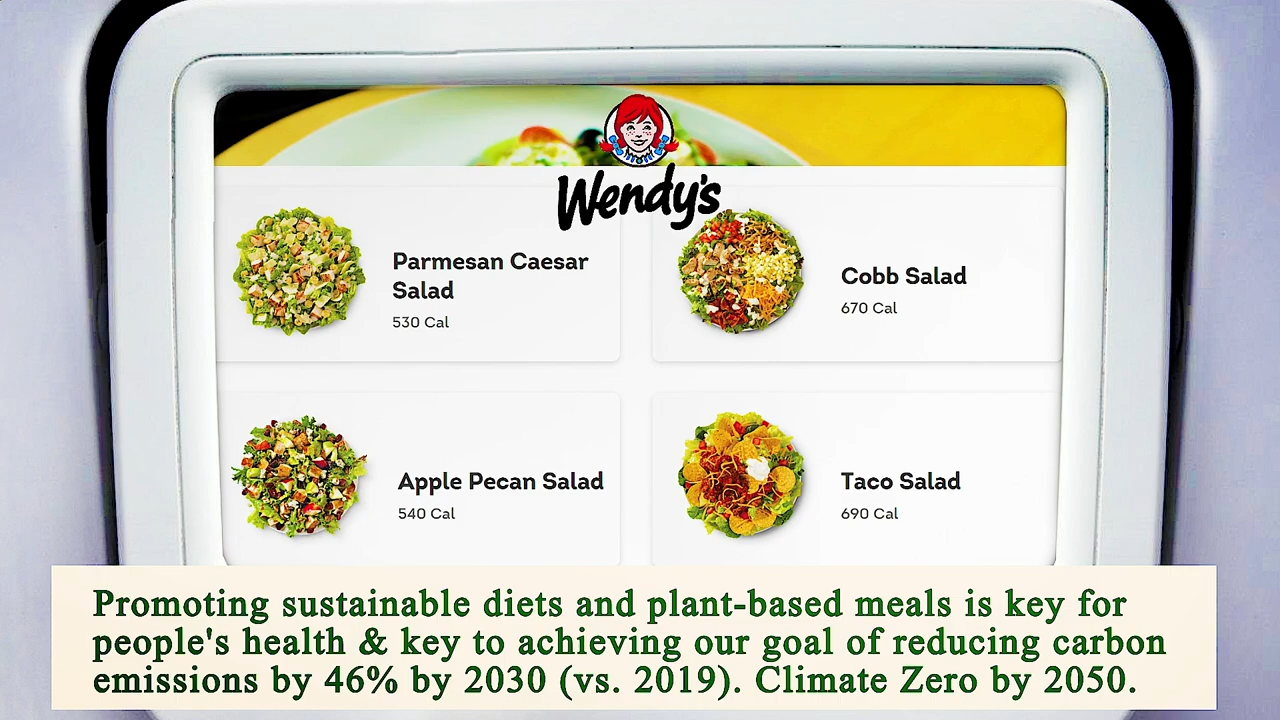 Wendy's
Parmesan Caesar
Salad
530 Cal
Cobb Salad
670 Cal
Apple Pecan Salad
540 Cal
Taco Salad
690 Cal
Promoting sustainable diets and plant-based meals is key for
people's health & key to achieving our goal of reducing carbon
emissions by 46% by 2030 (vs. 2019). Climate Zero by 2050.